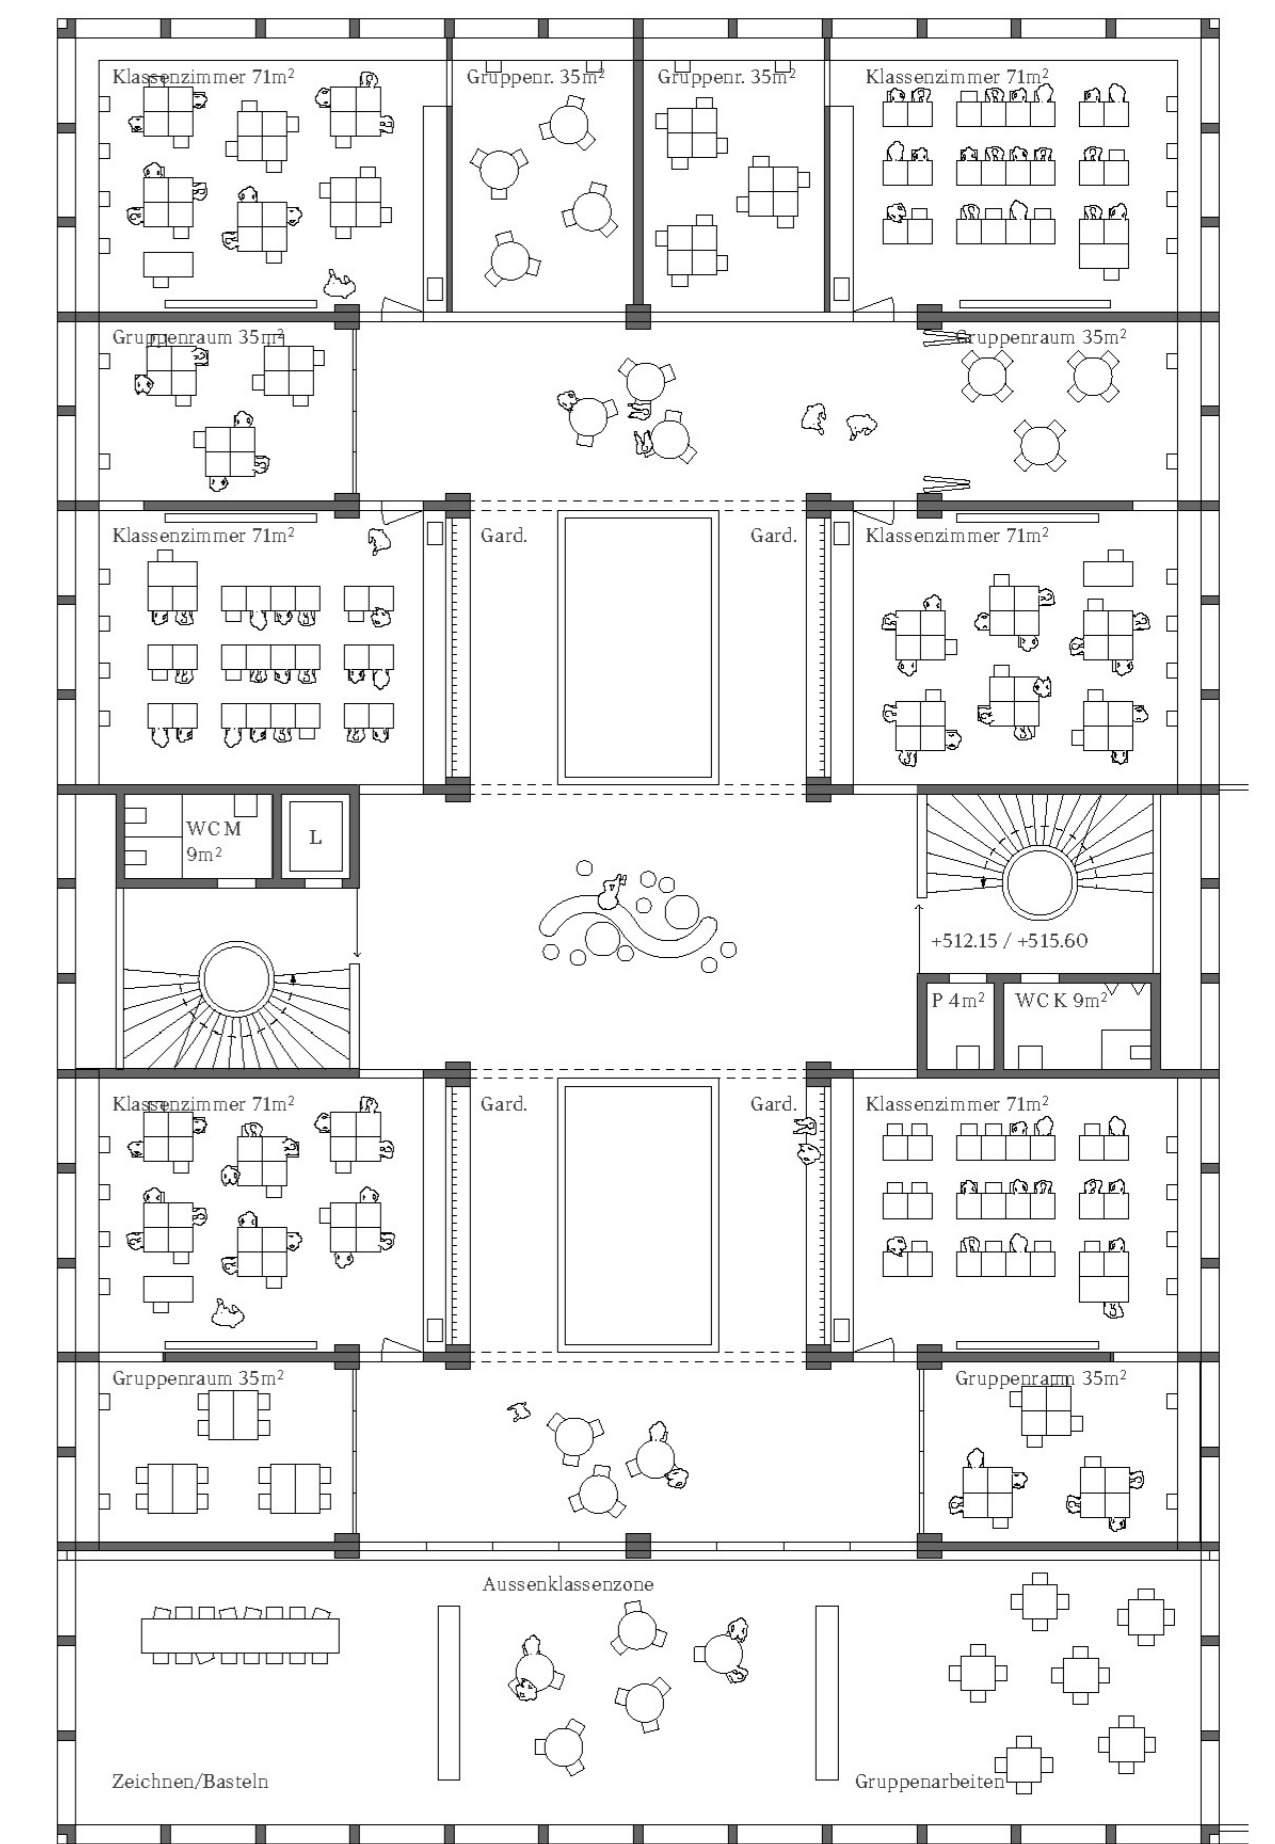 Klassenzimmer 71m²
Gruppenr. 35m²
Gruppenr. 35m²
Klassenzimmer 71m²
Gruppenraum 35m²
Gruppenraum 35m²
Klassenzimmer 71m²
Gard.
Gard.
Klassenzimmer 71m²
WC M
9m²
L
+512.15 / +515.60
P 4m²
WC K 9m²
Klassenzimmer 71m²
Gard.
Gard.
Klassenzimmer 71m²
Gruppenraum 35m²
Gruppenraum 35m²
Aussenklassenzone
Zeichnen/Basteln
Gruppenarbeiten